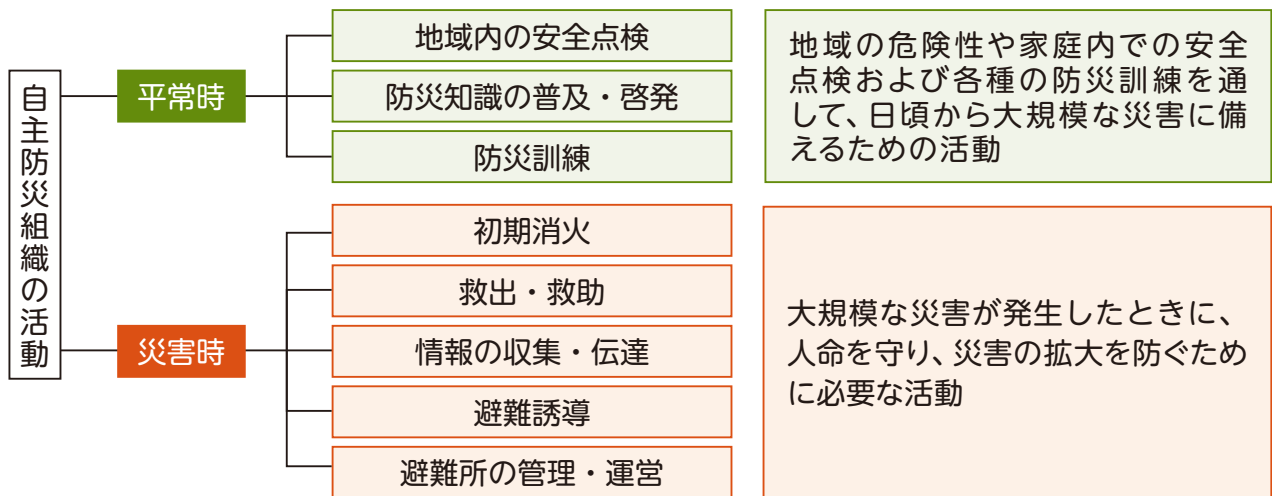 自主防災組織の活動
平常時
地域内の安全点検
防災知識の普及・啓発
防災訓練
地域の危険性や家庭内での安全
点検および各種の防災訓練を通
して、日頃から大規模な災害に備
えるための活動
災害時
初期消火
救出・救助
情報の収集・伝達
避難誘導
避難所の管理・運営
大規模な災害が発生したときに、
人命を守り、災害の拡大を防ぐため
に必要な活動